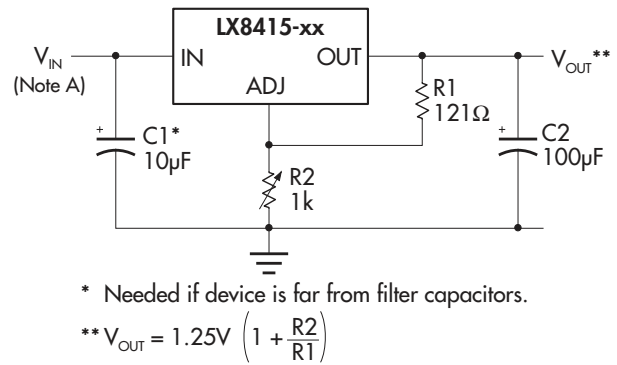 LX8415-xx
V_IN
(Note A)
IN
OUT
V_OUT**
ADJ
R1
121Ω
+
C1*
10µF
R2
1k
+
C2
100µF
* Needed if device is far from filter capacitors.
** V_OUT = 1.25V (1 + R2/R1)